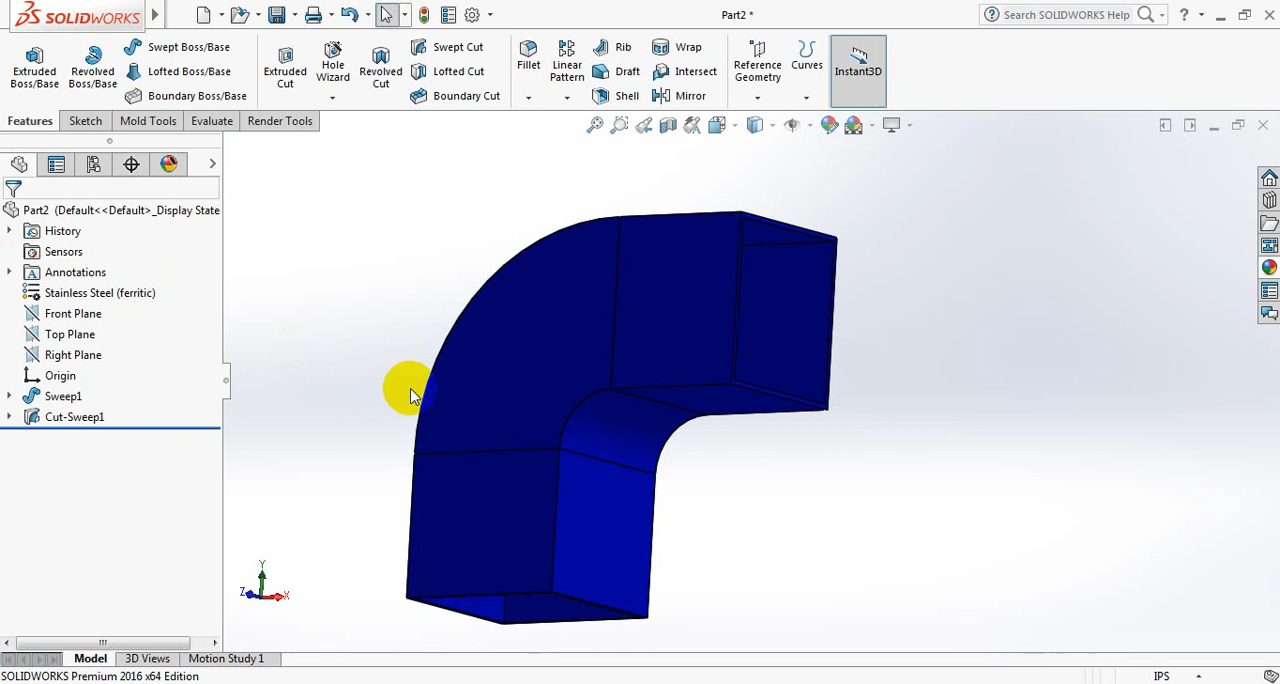 SOLIDWORKS
Part2 *
Search SOLIDWORKS Help
Extruded Boss/Base
Revolved Boss/Base
Swept Boss/Base
Lofted Boss/Base
Boundary Boss/Base
Extruded Cut
Hole Wizard
Revolved Cut
Swept Cut
Lofted Cut
Boundary Cut
Fillet
Linear Pattern
Rib
Draft
Shell
Wrap
Intersect
Mirror
Reference Geometry
Curves
Instant3D
Features
Sketch
Mold Tools
Evaluate
Render Tools
Part2 (Default<<Default>_Display State
History
Sensors
Annotations
Stainless Steel (ferritic)
Front Plane
Top Plane
Right Plane
Origin
Sweep1
Cut-Sweep1
Y
Z
X
Model
3D Views
Motion Study 1
SOLIDWORKS Premium 2016 x64 Edition
IPS